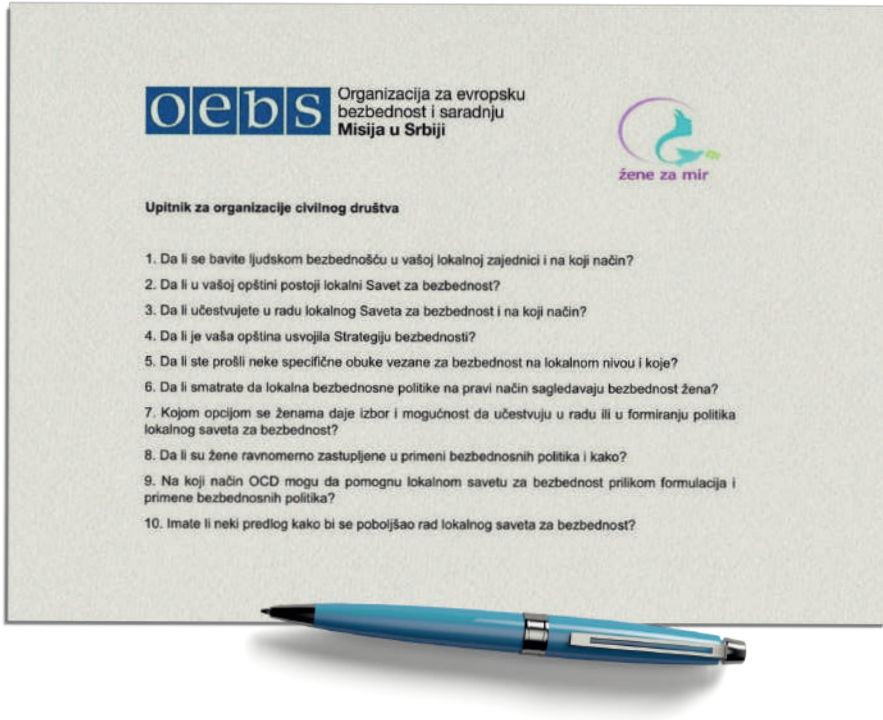 oebs
Organizacija za evropsku
bezbednost i saradnju
Misija u Srbiji
žene za mir
Upitnik za organizacije civilnog društva
1. Da li se bavite ljudskom bezbednošću u vašoj lokalnoj zajednici i na koji način?
2. Da li u vašoj opštini postoji lokalni Savet za bezbednost?
3. Da li učestvujete u radu lokalnog Saveta za bezbednost i na koji način?
4. Da li je vaša opština usvojila Strategiju bezbednosti?
5. Da li ste prošli neke specifične obuke vezane za bezbednost na lokalnom nivou i koje?
6. Da li smatrate da lokalna bezbednosne politike na pravi način sagledavaju bezbednost žena?
7. Kojom opcijom se ženama daje izbor i mogućnost da učestvuju u radu ili u formiranju politika
lokalnog saveta za bezbednost?
8. Da li su žene ravnomerno zastupljene u primeni bezbednosnih politika i kako?
9. Na koji način OCD mogu da pomognu lokalnom savetu za bezbednost prilikom formulacija i
primene bezbednosnih politika?
10. Imate li neki predlog kako bi se poboljšao rad lokalnog saveta za bezbednost?